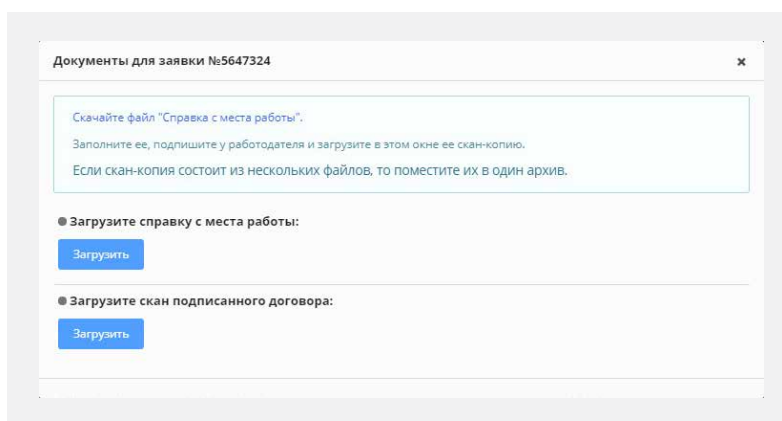 Документы для заявки №5647324
Скачайте файл "Справка с места работы".
Заполните ее, подпишите у работодателя и загрузите в этом окне ее скан-копию.
Если скан-копия состоит из нескольких файлов, то поместите их в один архив.
Загрузите справку с места работы:
Загрузить
Загрузите скан подписанного договора:
Загрузить